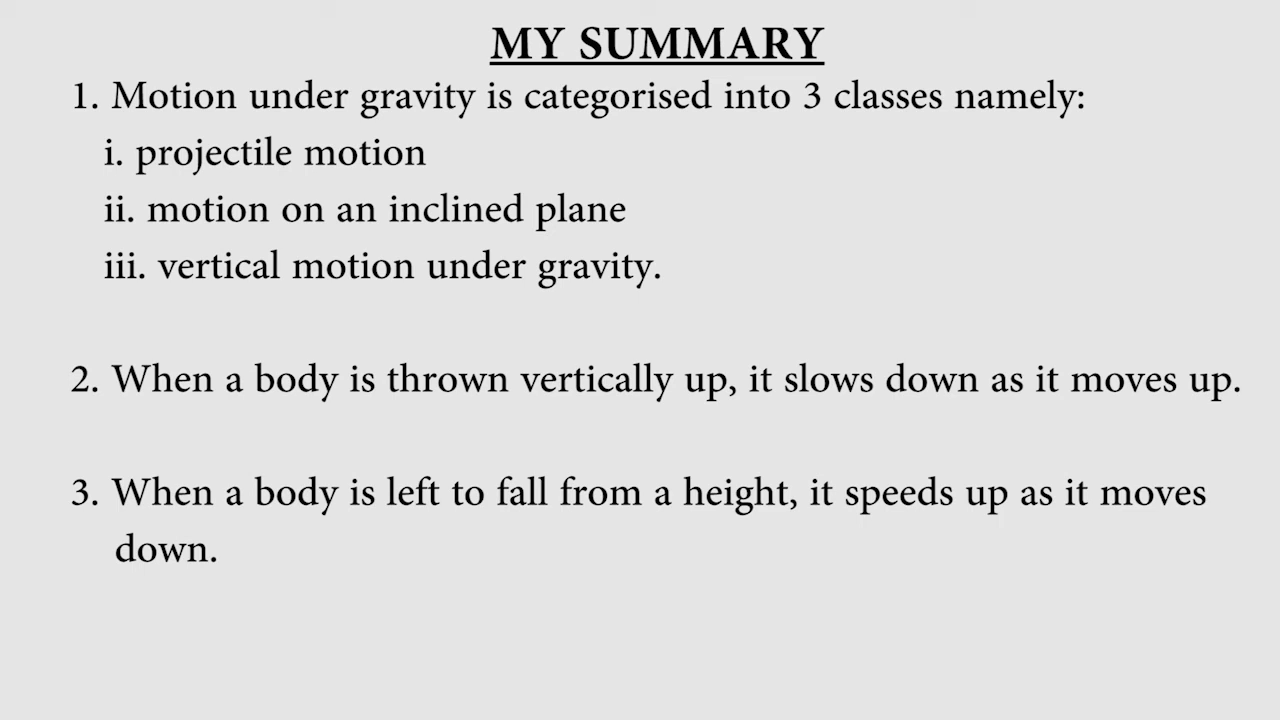 MY SUMMARY
1. Motion under gravity is categorised into 3 classes namely:
i. projectile motion
ii. motion on an inclined plane
iii. vertical motion under gravity.
2. When a body is thrown vertically up, it slows down as it moves up.
3. When a body is left to fall from a height, it speeds up as it moves
down.